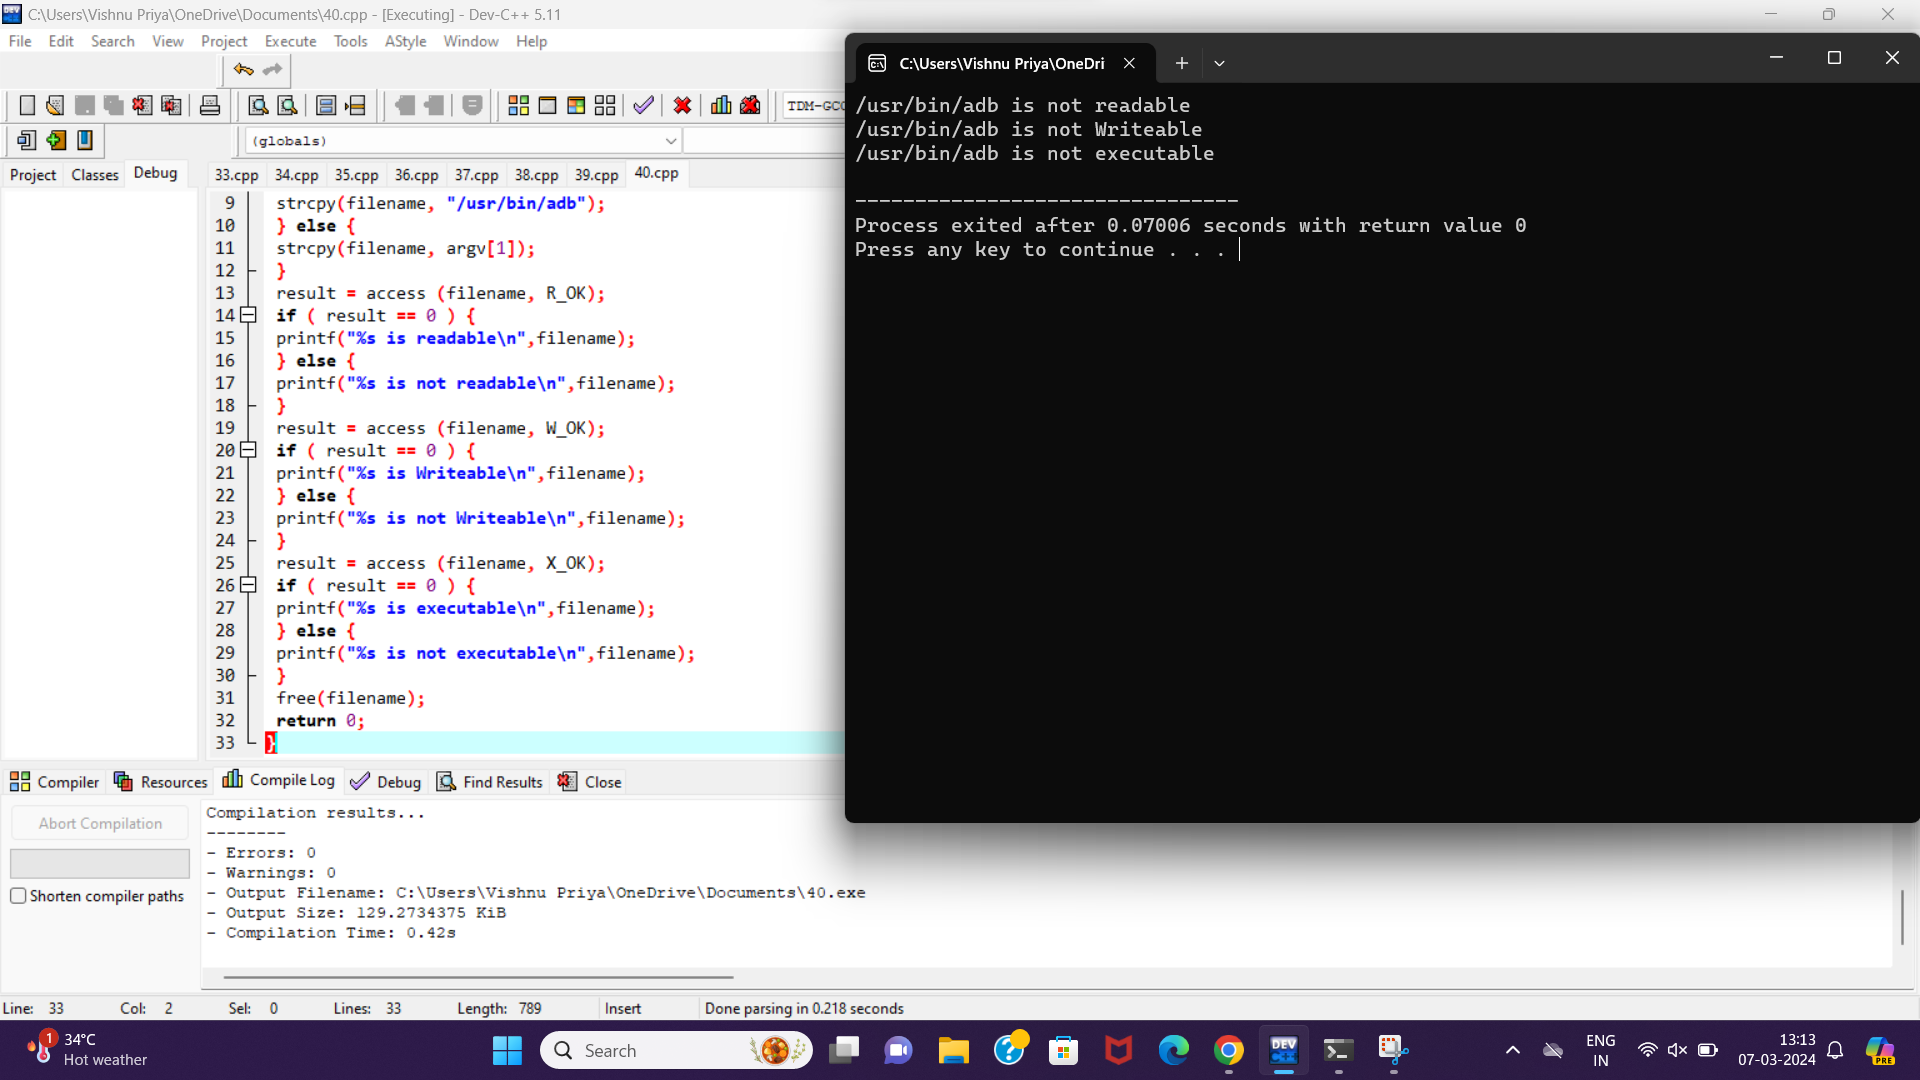 C:\Users\Vishnu Priya\OneDrive\Documents\40.cpp - [Executing] - Dev-C++ 5.11
File Edit Search View Project Execute Tools AStyle Window Help
TDM-GCC
(globals)
Project Classes Debug
33.cpp 34.cpp 35.cpp 36.cpp 37.cpp 38.cpp 39.cpp 40.cpp
9 strcpy(filename, "/usr/bin/adb");
10 } else {
11 strcpy(filename, argv[1]);
12 }
13 result = access (filename, R_OK);
14 if ( result == 0 ) {
15 printf("%s is readable\n",filename);
16 } else {
17 printf("%s is not readable\n",filename);
18 }
19 result = access (filename, W_OK);
20 if ( result == 0 ) {
21 printf("%s is Writeable\n",filename);
22 } else {
23 printf("%s is not Writeable\n",filename);
24 }
25 result = access (filename, X_OK);
26 if ( result == 0 ) {
27 printf("%s is executable\n",filename);
28 } else {
29 printf("%s is not executable\n",filename);
30 }
31 free(filename);
32 return 0;
33 }
C:\Users\Vishnu Priya\OneDri
/usr/bin/adb is not readable
/usr/bin/adb is not Writeable
/usr/bin/adb is not executable
--------------------------------
Process exited after 0.07006 seconds with return value 0
Press any key to continue . . .
Compiler Resources Compile Log Debug Find Results Close
Abort Compilation
Shorten compiler paths
Compilation results...
--------
- Errors: 0
- Warnings: 0
- Output Filename: C:\Users\Vishnu Priya\OneDrive\Documents\40.exe
- Output Size: 129.2734375 KiB
- Compilation Time: 0.42s
Line: 33 Col: 2 Sel: 0 Lines: 33 Length: 789 Insert Done parsing in 0.218 seconds
1
34°C
Hot weather
Search
DEV
ENG
IN
13:13
07-03-2024
PRE